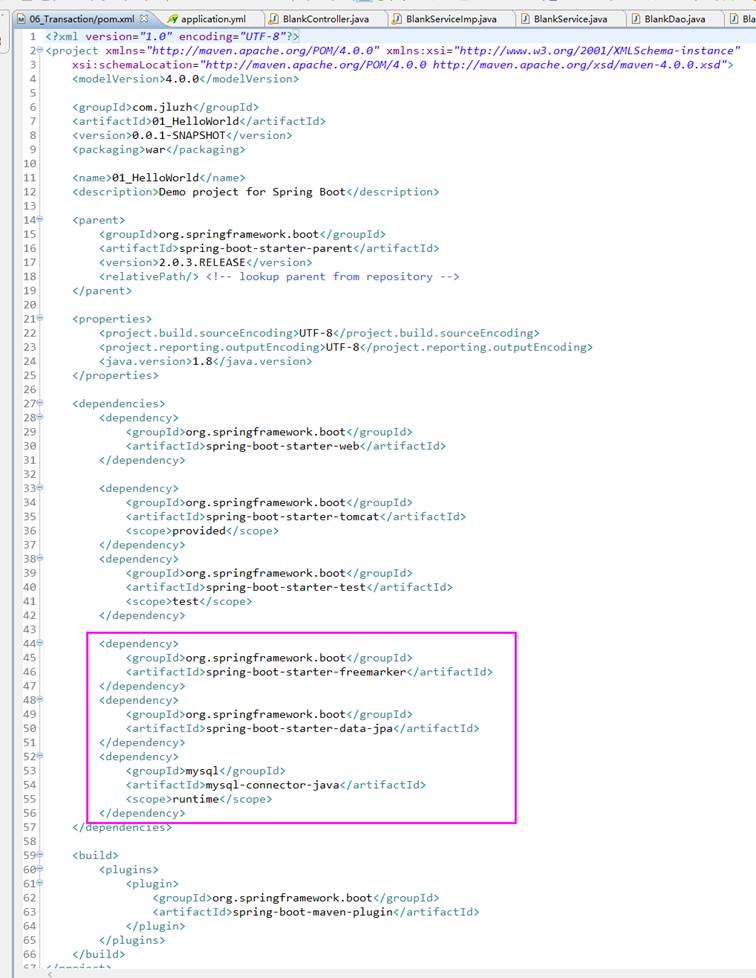 06_Transaction/pom.xml application.yml BlankController.java BlankServiceImp.java BlankService.java BlankDao.java Bla
1 <?xml version="1.0" encoding="UTF-8"?>
2 <project xmlns="http://maven.apache.org/POM/4.0.0" xmlns:xsi="http://www.w3.org/2001/XMLSchema-instance"
3 xsi:schemaLocation="http://maven.apache.org/POM/4.0.0 http://maven.apache.org/xsd/maven-4.0.0.xsd">
4 <modelVersion>4.0.0</modelVersion>
5
6 <groupId>com.jluzh</groupId>
7 <artifactId>01_HelloWorld</artifactId>
8 <version>0.0.1-SNAPSHOT</version>
9 <packaging>war</packaging>
10
11 <name>01_HelloWorld</name>
12 <description>Demo project for Spring Boot</description>
13
14 <parent>
15 <groupId>org.springframework.boot</groupId>
16 <artifactId>spring-boot-starter-parent</artifactId>
17 <version>2.0.3.RELEASE</version>
18 <relativePath/> <!-- lookup parent from repository -->
19 </parent>
20
21 <properties>
22 <project.build.sourceEncoding>UTF-8</project.build.sourceEncoding>
23 <project.reporting.outputEncoding>UTF-8</project.reporting.outputEncoding>
24 <java.version>1.8</java.version>
25 </properties>
26
27 <dependencies>
28 <dependency>
29 <groupId>org.springframework.boot</groupId>
30 <artifactId>spring-boot-starter-web</artifactId>
31 </dependency>
32
33 <dependency>
34 <groupId>org.springframework.boot</groupId>
35 <artifactId>spring-boot-starter-tomcat</artifactId>
36 <scope>provided</scope>
37 </dependency>
38 <dependency>
39 <groupId>org.springframework.boot</groupId>
40 <artifactId>spring-boot-starter-test</artifactId>
41 <scope>test</scope>
42 </dependency>
43
44 <dependency>
45 <groupId>org.springframework.boot</groupId>
46 <artifactId>spring-boot-starter-freemarker</artifactId>
47 </dependency>
48 <dependency>
49 <groupId>org.springframework.boot</groupId>
50 <artifactId>spring-boot-starter-data-jpa</artifactId>
51 </dependency>
52 <dependency>
53 <groupId>mysql</groupId>
54 <artifactId>mysql-connector-java</artifactId>
55 <scope>runtime</scope>
56 </dependency>
57 </dependencies>
58
59 <build>
60 <plugins>
61 <plugin>
62 <groupId>org.springframework.boot</groupId>
63 <artifactId>spring-boot-maven-plugin</artifactId>
64 </plugin>
65 </plugins>
66 </build>
67 </project>